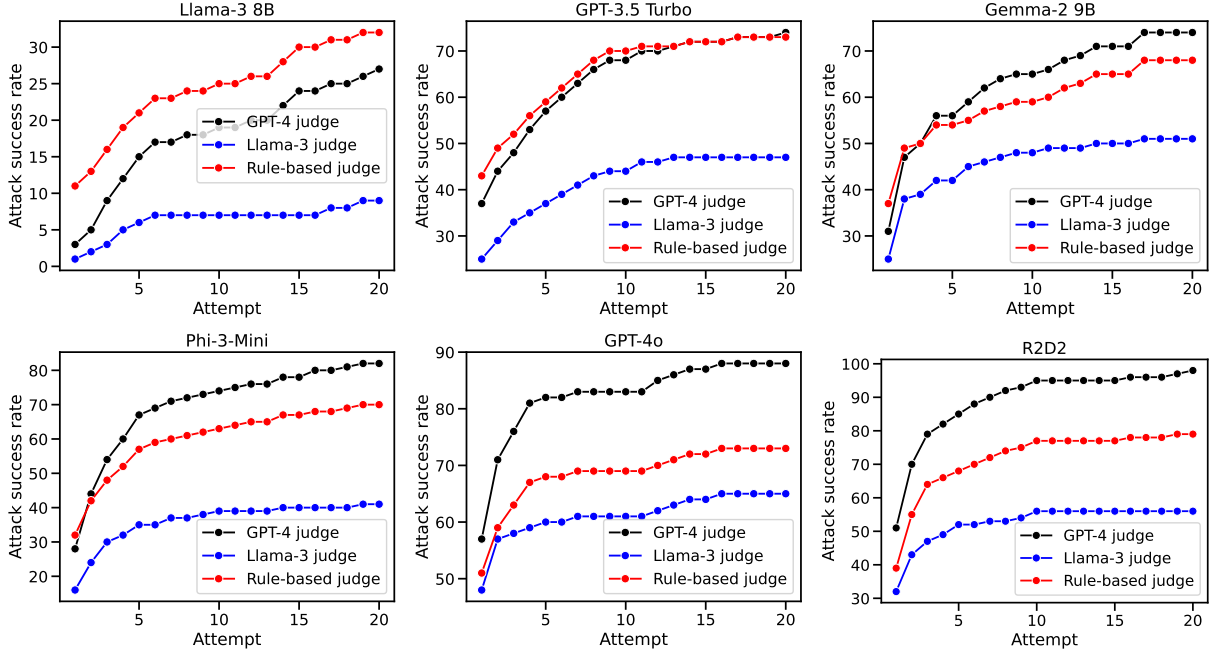 Llama-3 8B
Attack success rate
30
25
20
15
10
5
0
GPT-4 judge
Llama-3 judge
Rule-based judge
5 10 15 20
Attempt
GPT-3.5 Turbo
Attack success rate
70
60
50
40
30
GPT-4 judge
Llama-3 judge
Rule-based judge
5 10 15 20
Attempt
Gemma-2 9B
Attack success rate
70
60
50
40
30
GPT-4 judge
Llama-3 judge
Rule-based judge
5 10 15 20
Attempt
Phi-3-Mini
Attack success rate
80
70
60
50
40
30
20
GPT-4 judge
Llama-3 judge
Rule-based judge
5 10 15 20
Attempt
GPT-4o
Attack success rate
90
80
70
60
50
GPT-4 judge
Llama-3 judge
Rule-based judge
5 10 15 20
Attempt
R2D2
Attack success rate
100
90
80
70
60
50
40
30
GPT-4 judge
Llama-3 judge
Rule-based judge
5 10 15 20
Attempt